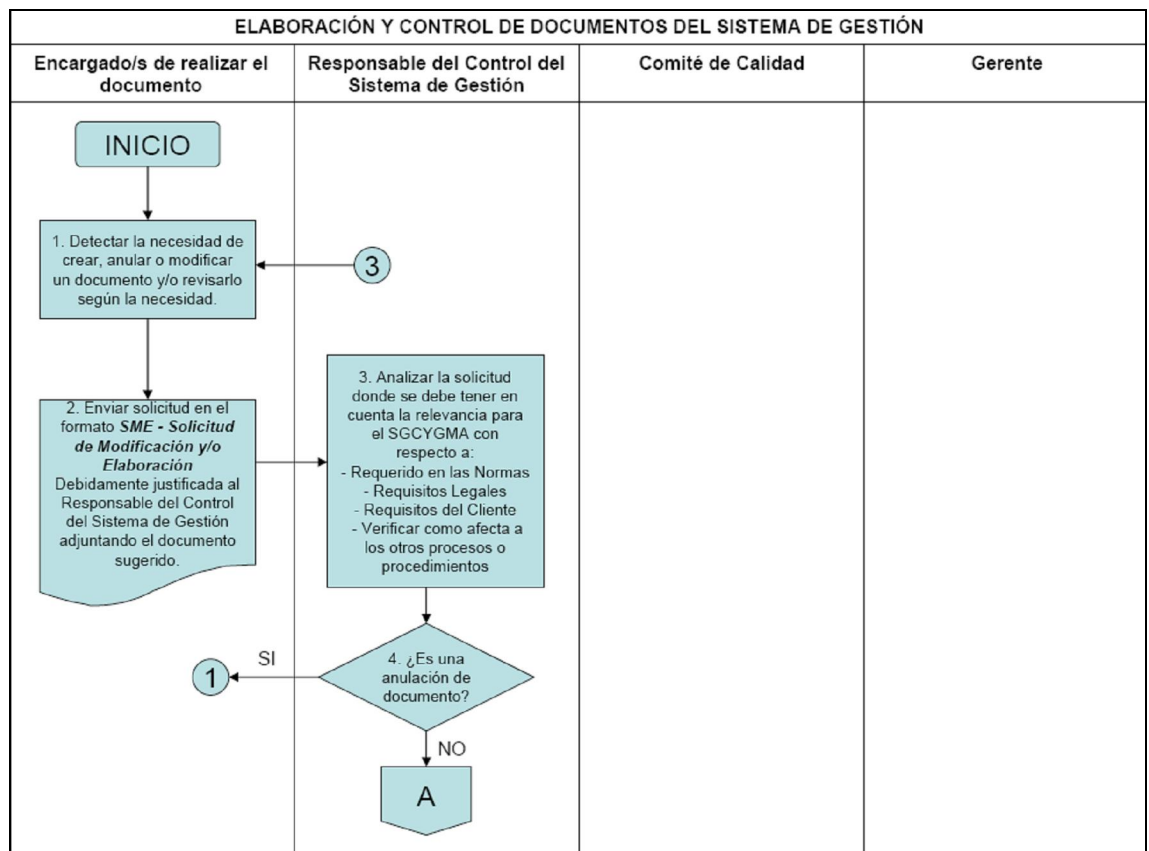 ELABORACIÓN Y CONTROL DE DOCUMENTOS DEL SISTEMA DE GESTIÓN
Encargado/s de realizar el
documento
Responsable del Control del
Sistema de Gestión
Comité de Calidad
Gerente
INICIO
1. Detectar la necesidad de
crear, anular o modificar
un documento y/o revisarlo
según la necesidad.
3
2. Enviar solicitud en el
formato SME - Solicitud
de Modificación y/o
Elaboración
Debidamente justificada al
Responsable del Control
del Sistema de Gestión
adjuntando el documento
sugerido.
3. Analizar la solicitud
donde se debe tener en
cuenta la relevancia para
el SGCYGMA con
respecto a:
- Requerido en las Normas
- Requisitos Legales
- Requisitos del Cliente
- Verificar como afecta a
los otros procesos o
procedimientos
4. ¿Es una
anulación de
documento?
SI
1
NO
A